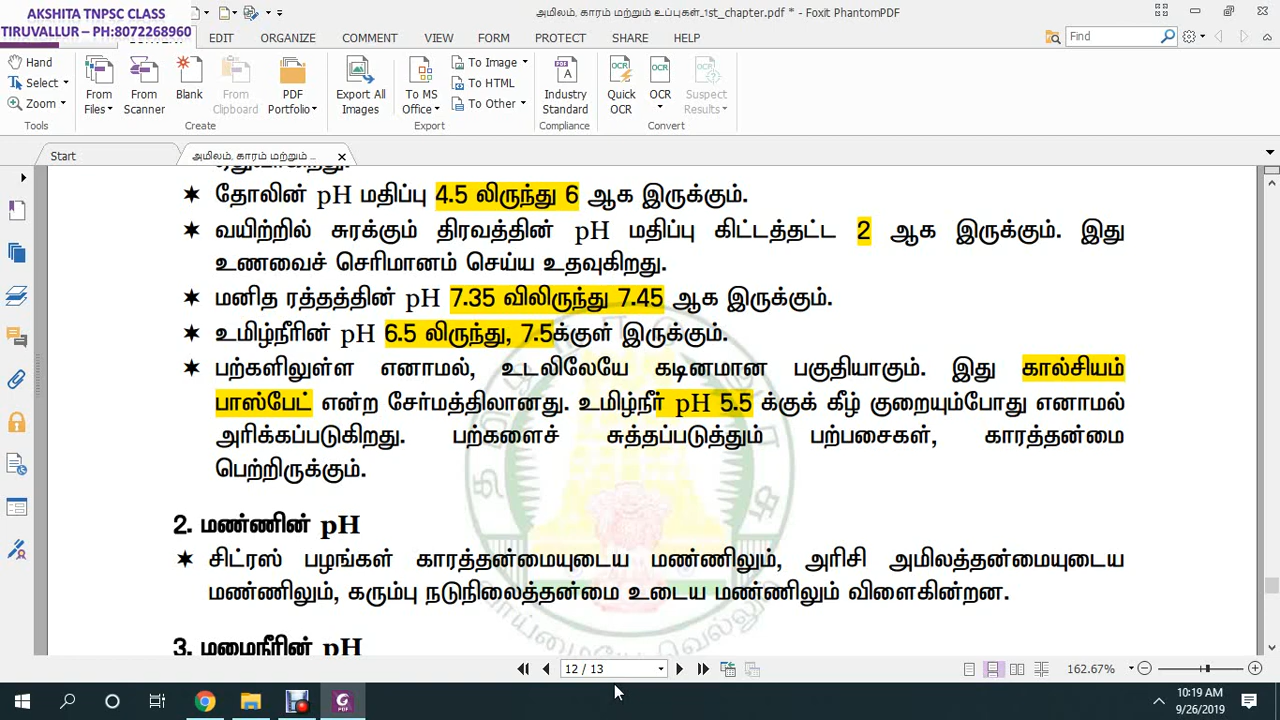 AKSHITA TNPSC CLASS
TIRUVALLUR – PH:8072268960
அமிலம், காரம் மற்றும் உப்புகள்_1st_chapter.pdf * - Foxit PhantomPDF
EDIT ORGANIZE COMMENT VIEW FORM PROTECT SHARE HELP Find
Hand
Select
Zoom
Tools
From Files
From Scanner
Blank
From Clipboard
PDF Portfolio
Create
Export All Images
To MS Office
To Image
To HTML
To Other
Export
Industry Standard
Compliance
Quick OCR
OCR
Suspect Results
Convert
Start அமிலம், காரம் மற்றும் ...
★ தோலின் pH மதிப்பு 4.5 லிருந்து 6 ஆக இருக்கும்.
★ வயிற்றில் சுரக்கும் திரவத்தின் pH மதிப்பு கிட்டத்தட்ட 2 ஆக இருக்கும். இது
உணவைச் செரிமானம் செய்ய உதவுகிறது.
★ மனித ரத்தத்தின் pH 7.35 விலிருந்து 7.45 ஆக இருக்கும்.
★ உமிழ்நீரின் pH 6.5 லிருந்து, 7.5க்குள் இருக்கும்.
★ பற்களிலுள்ள எனாமல், உடலிலேயே கடினமான பகுதியாகும். இது கால்சியம்
பாஸ்பேட் என்ற சேர்மத்திலானது. உமிழ்நீர் pH 5.5 க்குக் கீழ் குறையும்போது எனாமல்
அரிக்கப்படுகிறது. பற்களைச் சுத்தப்படுத்தும் பற்பசைகள், காரத்தன்மை
பெற்றிருக்கும்.
2. மண்ணின் pH
★ சிட்ரஸ் பழங்கள் காரத்தன்மையுடைய மண்ணிலும், அரிசி அமிலத்தன்மையுடைய
மண்ணிலும், கரும்பு நடுநிலைத்தன்மை உடைய மண்ணிலும் விளைகின்றன.
3. மழைநீரின் pH
12 / 13 162.67%
10:19 AM
9/26/2019